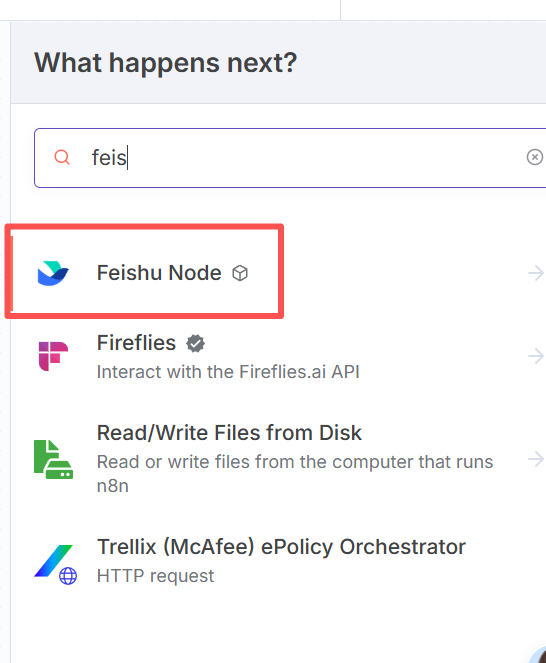 What happens next?
feis
Feishu Node
Fireflies
Interact with the Fireflies.ai API
Read/Write Files from Disk
Read or write files from the computer that runs
n8n
Trellix (McAfee) ePolicy Orchestrator
HTTP request